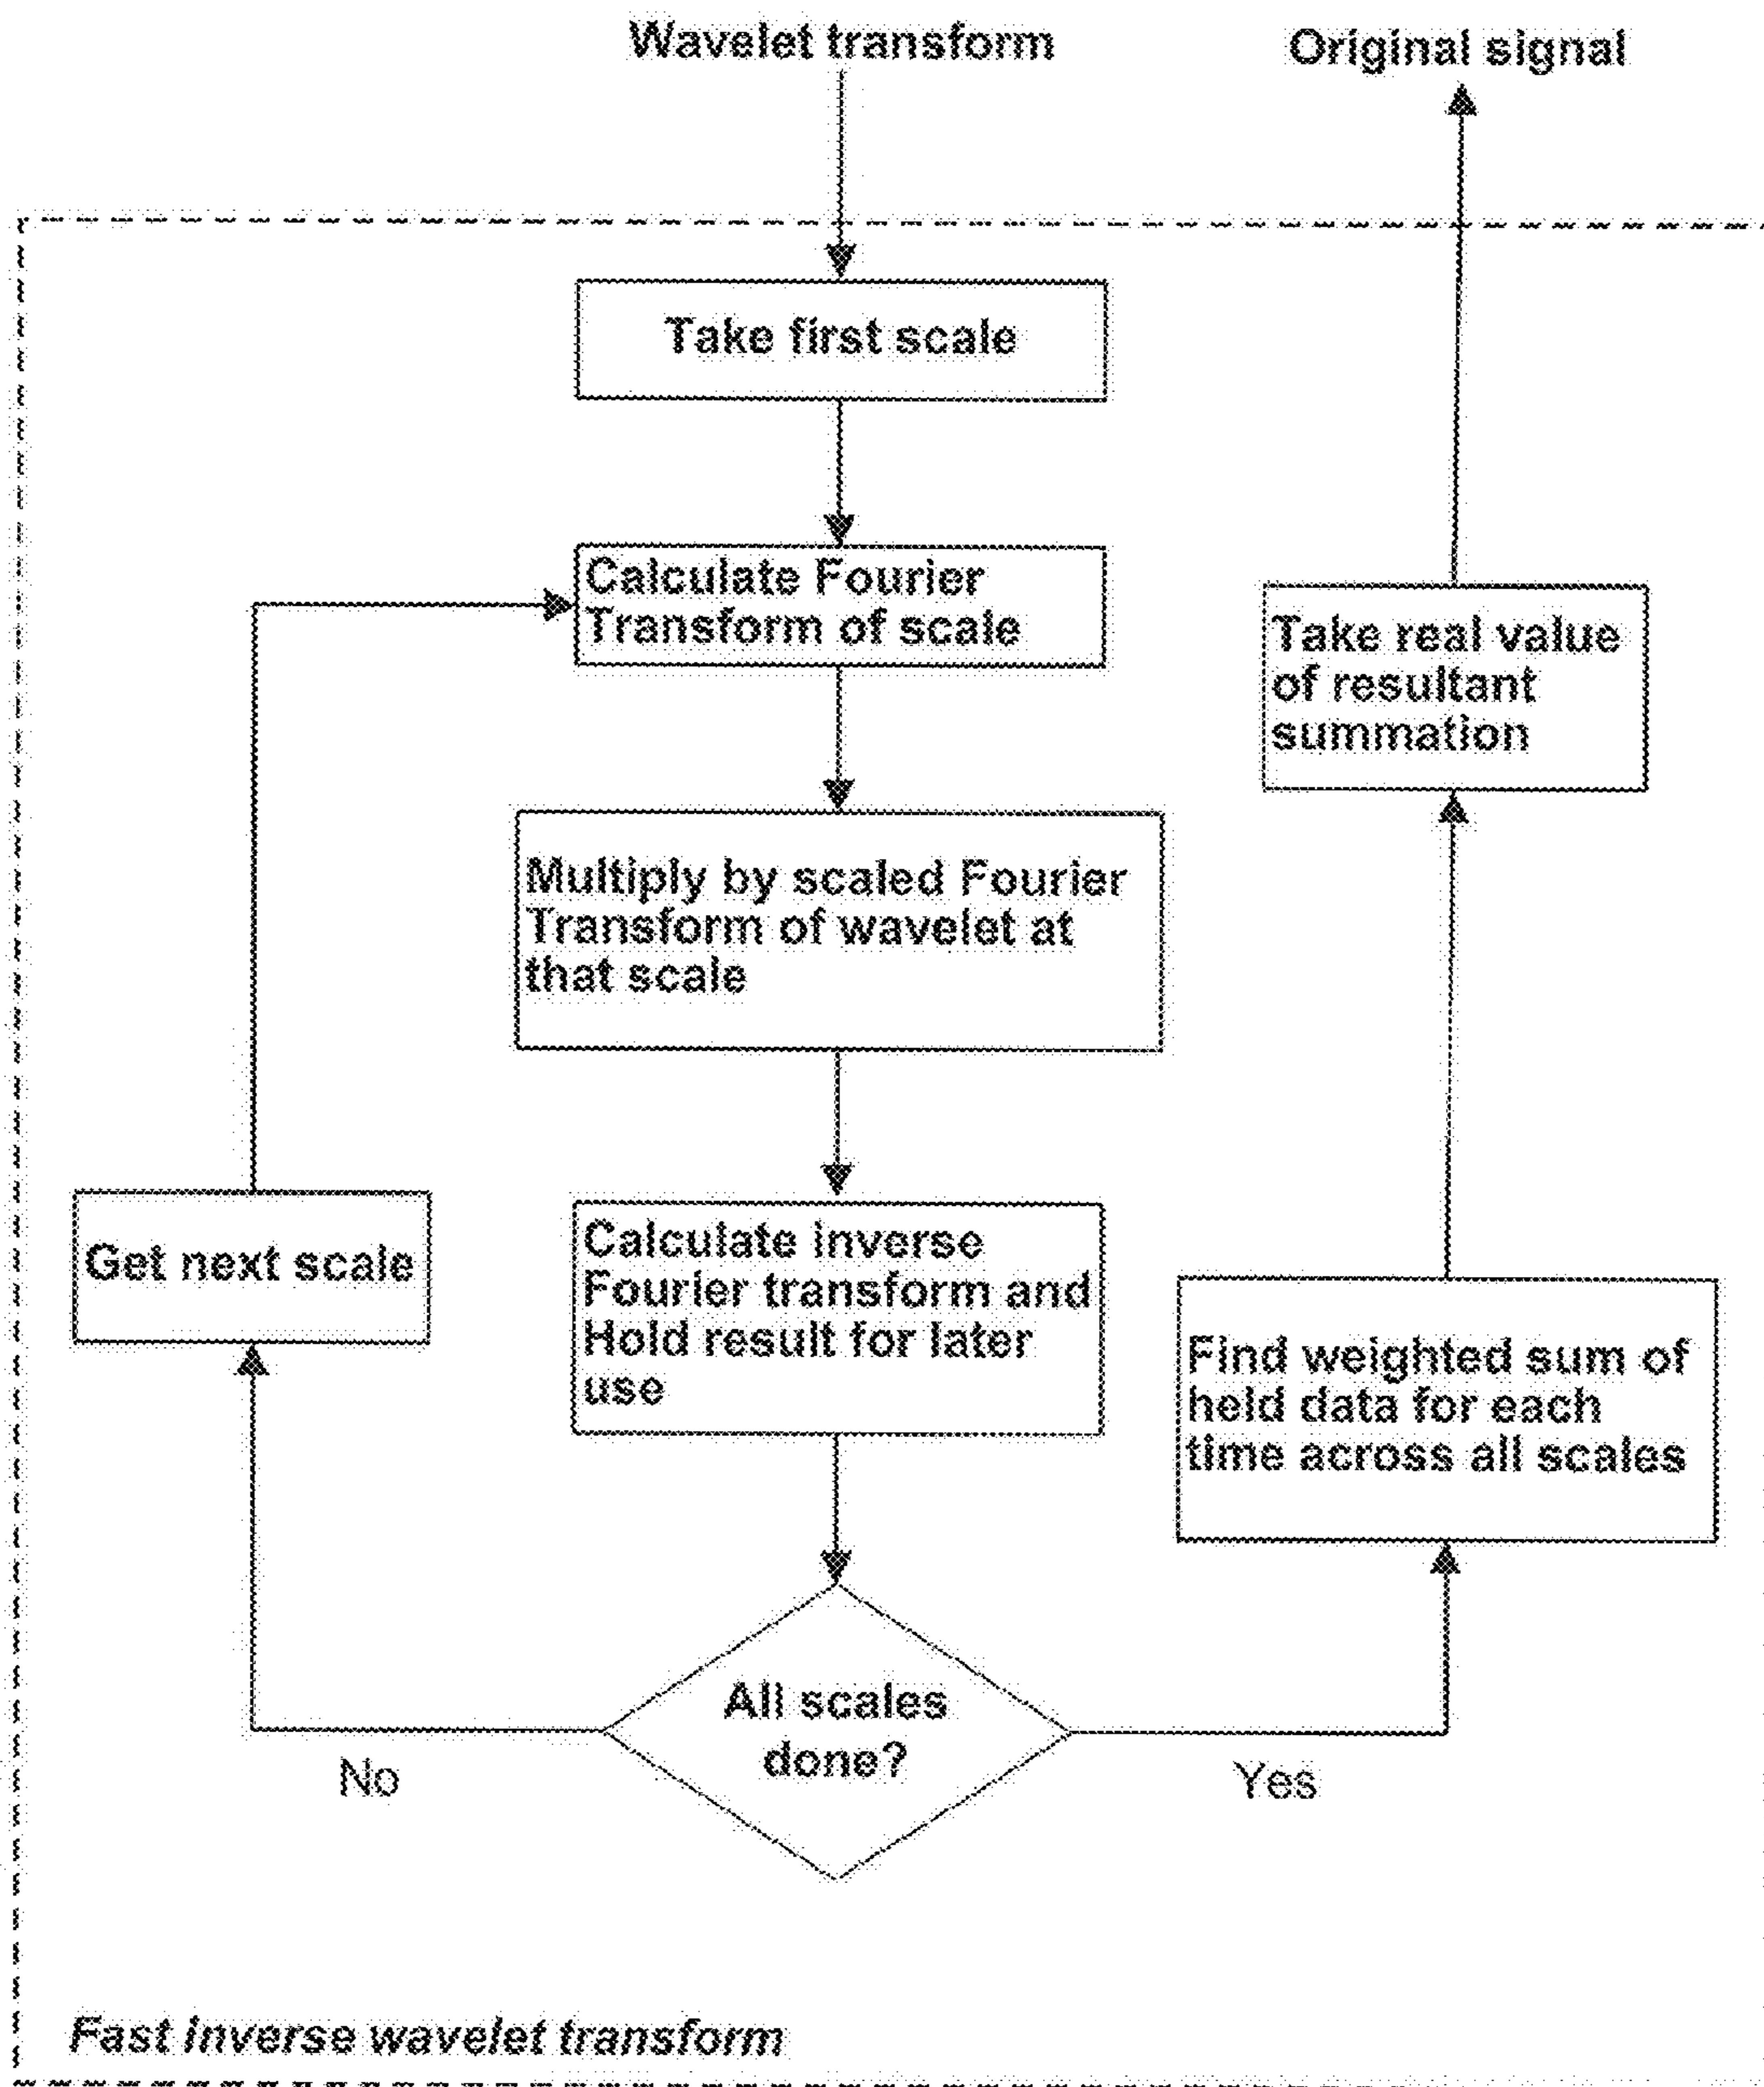 Wavelet transform
Original signal
Take first scale
Calculate Fourier
Transform of scale
Take real value
of resultant
summation
Multiply by scaled Fourier
Transform of wavelet at
that scale
Get next scale
Calculate inverse
Fourier transform and
Hold result for later
use
Find weighted sum of
held data for each
time across all scales
All scales
done?
No
Yes
Fast inverse wavelet transform